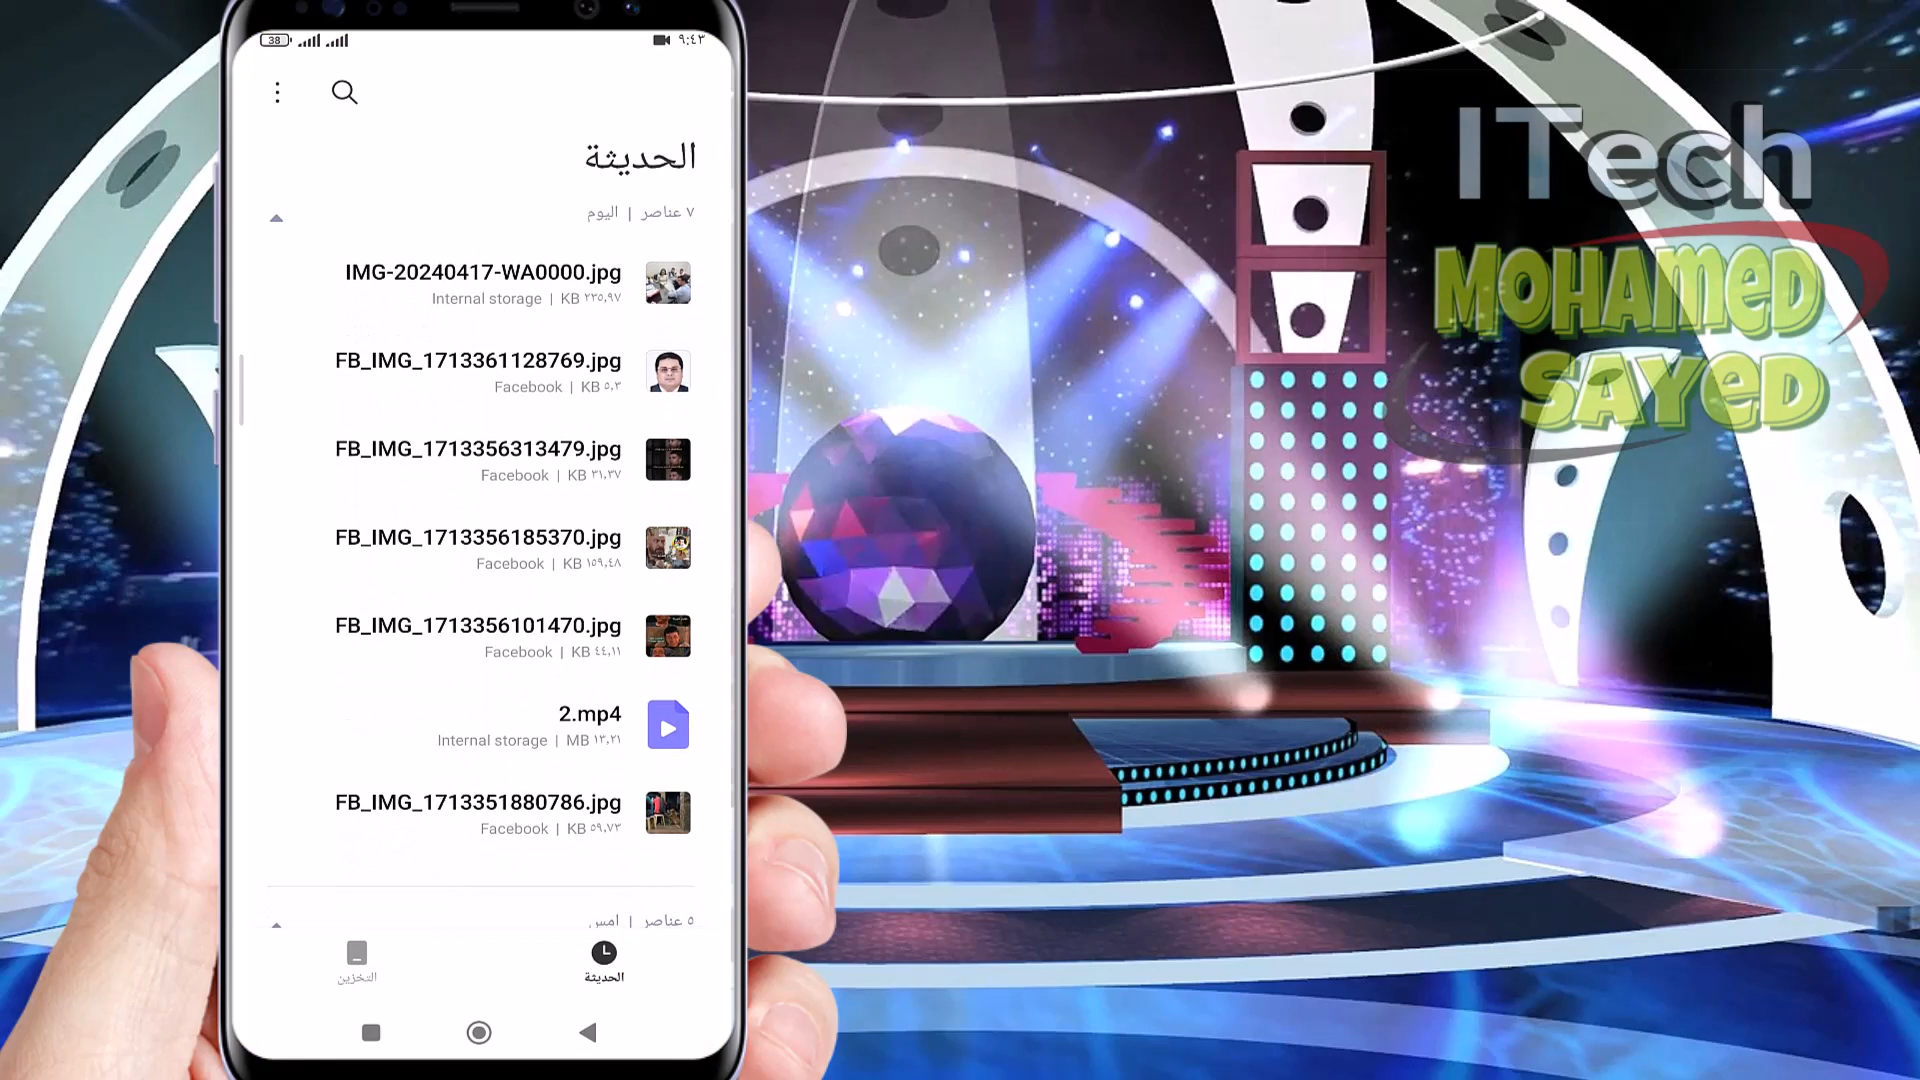 38
٩:٤٣
الحديثة
٧ عناصر | اليوم
IMG-20240417-WA0000.jpg
Internal storage | KB ٢٣٥,٩٧
FB_IMG_1713361128769.jpg
Facebook | KB ٥,٣
FB_IMG_1713356313479.jpg
Facebook | KB ٣١,٣٧
FB_IMG_1713356185370.jpg
Facebook | KB ١٥٩,٤٨
FB_IMG_1713356101470.jpg
Facebook | KB ٤٤,١١
2.mp4
Internal storage | MB ١٣,٢١
FB_IMG_1713351880786.jpg
Facebook | KB ٥٩,٧٣
٥ عناصر | امس
الحديثة
التخزين
ITech
MOHAMED
SAYED